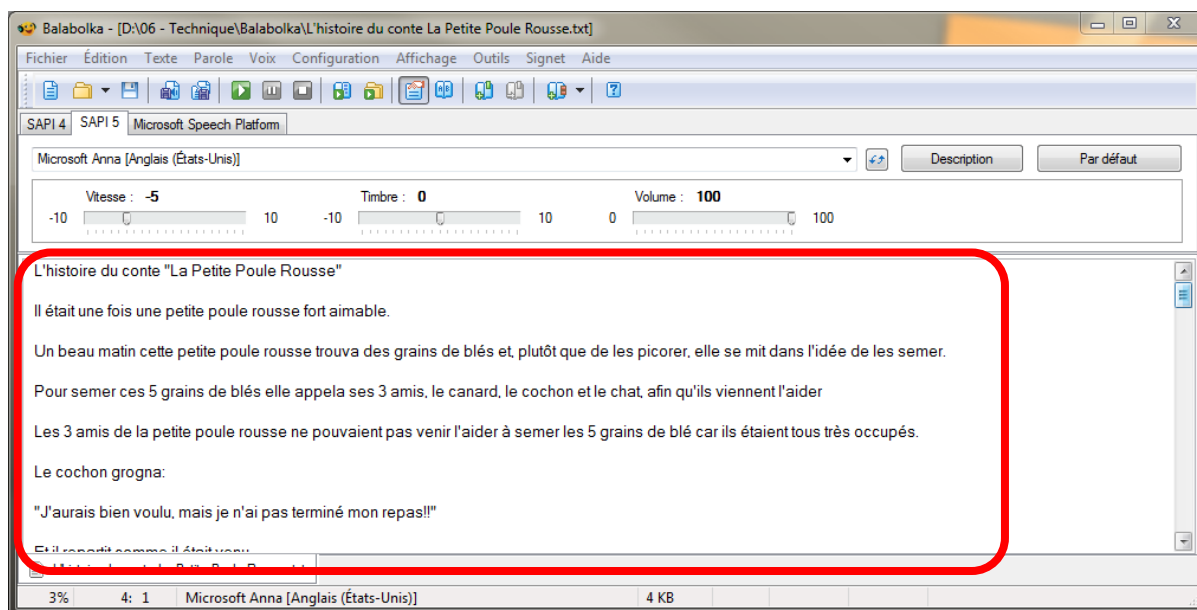 Balabolka - [D:\06 - Technique\Balabolka\L'histoire du conte La Petite Poule Rousse.txt]
Fichier Édition Texte Parole Voix Configuration Affichage Outils Signet Aide
SAPI 4 SAPI 5 Microsoft Speech Platform
Microsoft Anna [Anglais (États-Unis)] Description Par défaut
Vitesse : -5 Timbre : 0 Volume : 100
-10 10 -10 10 0 100
L'histoire du conte "La Petite Poule Rousse"
Il était une fois une petite poule rousse fort aimable.
Un beau matin cette petite poule rousse trouva des grains de blés et, plutôt que de les picorer, elle se mit dans l'idée de les semer.
Pour semer ces 5 grains de blés elle appela ses 3 amis, le canard, le cochon et le chat, afin qu'ils viennent l'aider
Les 3 amis de la petite poule rousse ne pouvaient pas venir l'aider à semer les 5 grains de blé car ils étaient tous très occupés.
Le cochon grogna:
"J'aurais bien voulu, mais je n'ai pas terminé mon repas!!"
Et il repartit comme il était venu
3% 4: 1 Microsoft Anna [Anglais (États-Unis)] 4 KB